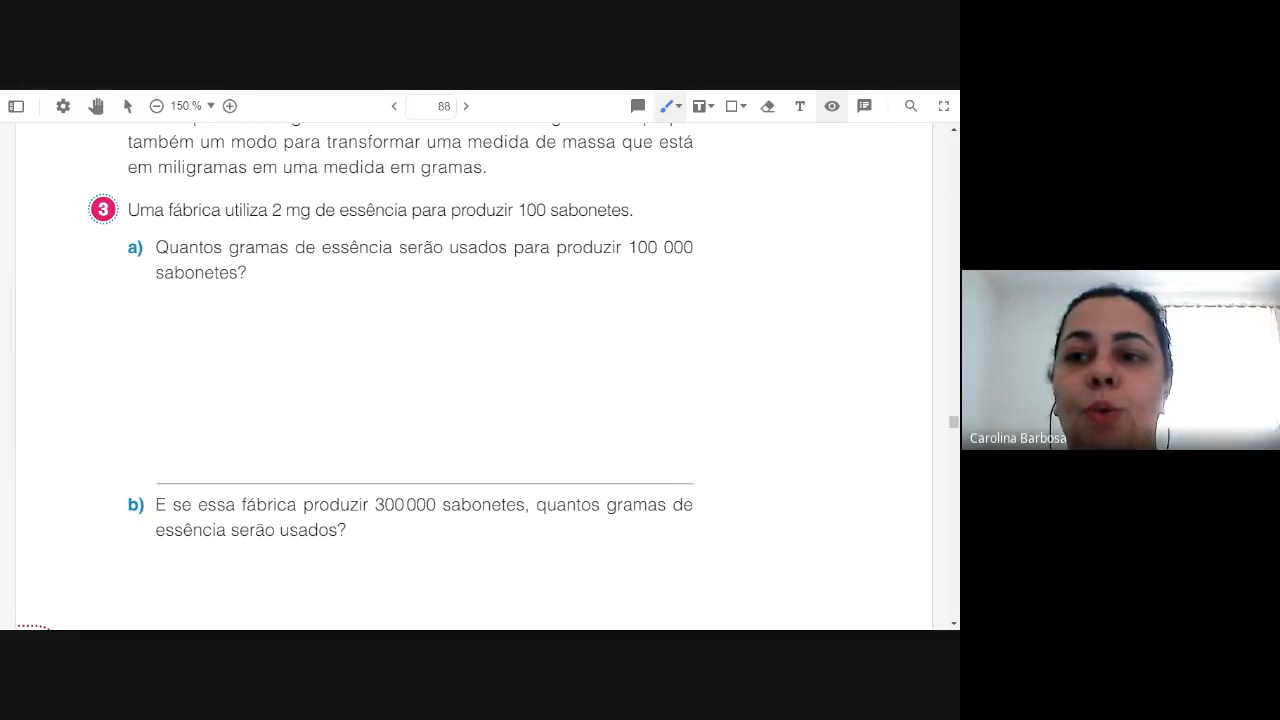 150 %
88
também um modo para transformar uma medida de massa que está
em miligramas em uma medida em gramas.
3 Uma fábrica utiliza 2 mg de essência para produzir 100 sabonetes.
a) Quantos gramas de essência serão usados para produzir 100 000
sabonetes?
b) E se essa fábrica produzir 300 000 sabonetes, quantos gramas de
essência serão usados?
Carolina Barbosa